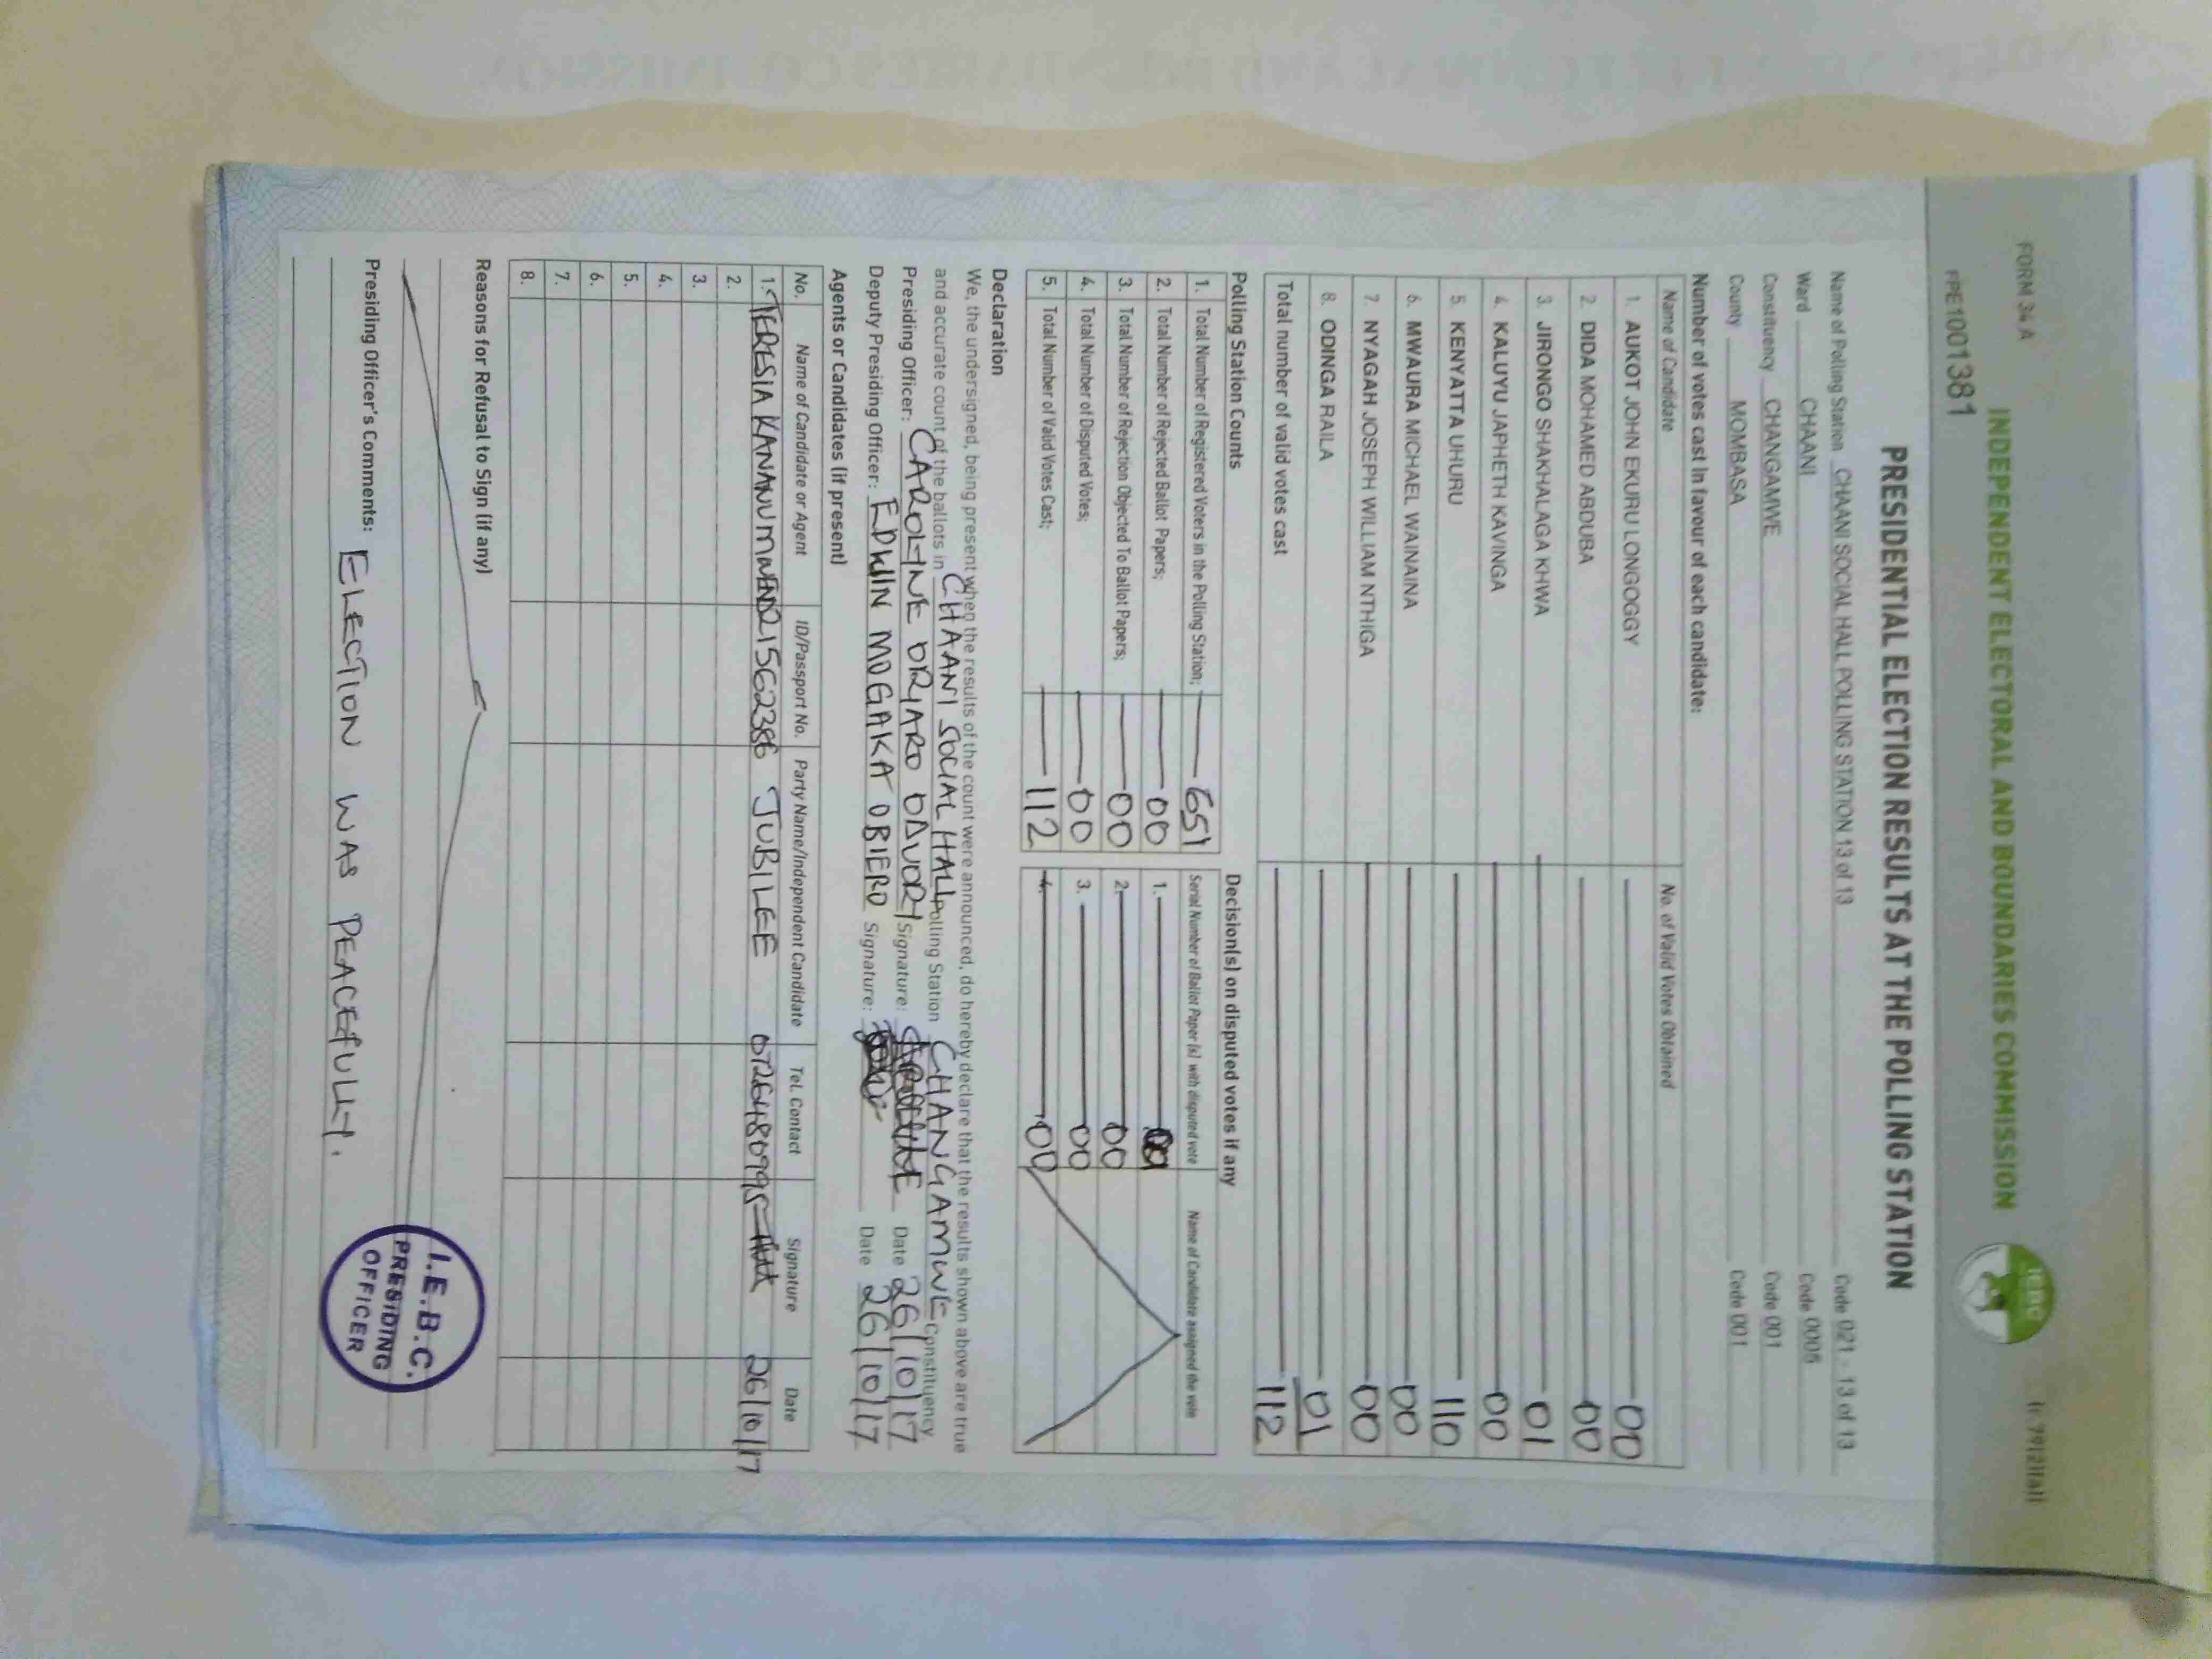 FORM 34 A
(r. 79(2)(a))
INDEPENDENT ELECTORAL AND BOUNDARIES COMMISSION
IEBC
PPE1001381
PRESIDENTIAL ELECTION RESULTS AT THE POLLING STATION
Name of Polling Station CHAANI SOCIAL HALL POLLING STATION 13 of 13 Code 021 - 13 of 13
Ward CHAANI Code 0005
Constituency CHANGAMWE Code 001
County MOMBASA Code 001
Number of votes cast in favour of each candidate:
Name of Candidate No. of Valid Votes Obtained
1. AUKOT JOHN EKURU LONGOGGY 00
2. DIDA MOHAMED ABDUBA 00
3. JIRONGO SHAKHALAGA KHWA 01
4. KALUYU JAPHETH KAVINGA 00
5. KENYATTA UHURU 110
6. MWAURA MICHAEL WAINAINA 00
7. NYAGAH JOSEPH WILLIAM NTHIGA 00
8. ODINGA RAILA 01
Total number of valid votes cast 112
Polling Station Counts Decision(s) on disputed votes if any
1. Total Number of Registered Voters in the Polling Station; 651 Serial Number of Ballot Paper (s) with disputed vote Name of Candidate assigned the vote
2. Total Number of Rejected Ballot Papers; 00 1.
3. Total Number of Rejection Objected To Ballot Papers; 00 2. 00
4. Total Number of Disputed Votes; 00 3. 00
5. Total Number of Valid Votes Cast; 112 4. 00
Declaration
We, the undersigned, being present when the results of the count were announced, do hereby declare that the results shown above are true
and accurate count of the ballots in CHAANI SOCIAL HALL Polling Station CHANGAMWE Constituency
Presiding Officer: CAROLINE ORIARO ODUORI Signature: Date 26/10/17
Deputy Presiding Officer: EDWIN MOGAKA OBIERO Signature: Date 26/10/17
Agents or Candidates (if present)
No. Name of Candidate or Agent ID/Passport No. Party Name/Independent Candidate Tel. Contact Signature Date
1. TERESIA KANANU 21562386 JUBILEE 0726480995 26/10/17
2.
3.
4.
5.
6.
7.
8.
Reasons for Refusal to Sign (if any)
Presiding Officer's Comments: ELECTION WAS PEACEFULLY.
I.E.B.C.
PRESIDING
OFFICER